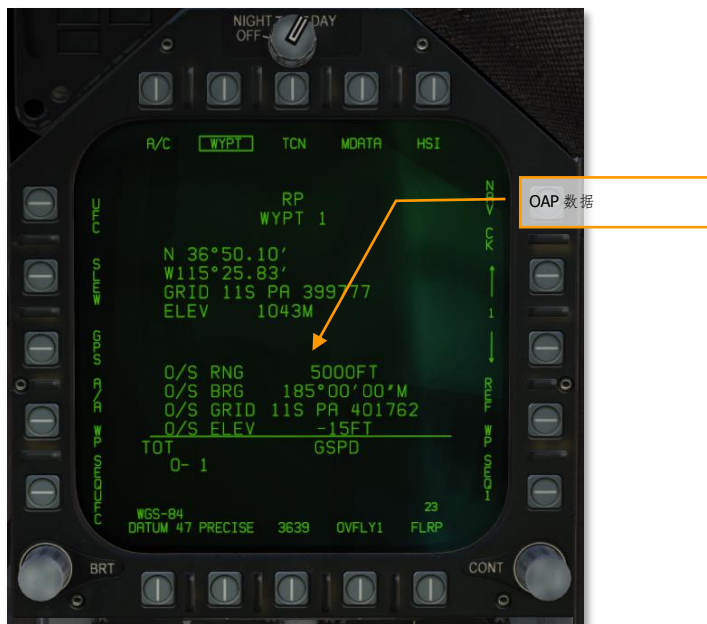 NIGHT DAY
OFF
A/C WYPT TCN MDATA HSI
UFC
SLEW
GPS
A/A
WP
SEQUFC
RP
WYPT 1
N 36°50.10′
W115°25.83′
GRID 11S PA 399777
ELEV 1043M
O/S RNG 5000FT
O/S BRG 185°00′00″M
O/S GRID 11S PA 401762
O/S ELEV -15FT
TOT GSPD
0- 1
NAV CK
1
REF WP
SEQ1
OAP 数据
WGS-84 23
DATUM 47 PRECISE 3639 OVFLY1 FLRP
BRT CONT